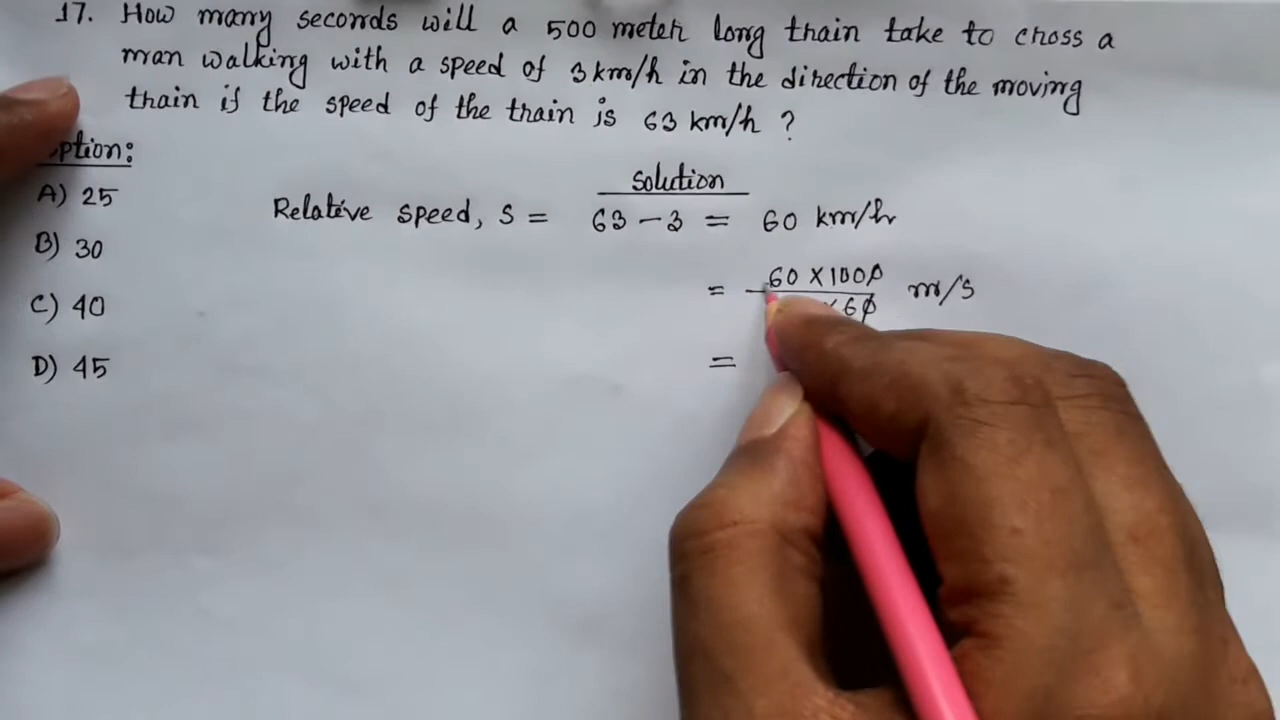 17. How many seconds will a 500 meter long train take to cross a
man walking with a speed of 3 km/h in the direction of the moving
train if the speed of the train is 63 km/h ?
ption:
A) 25
B) 30
C) 40
D) 45
Solution
Relative speed, S = 63 - 3 = 60 km/hr
= 60 X 1000 m/s
60
=